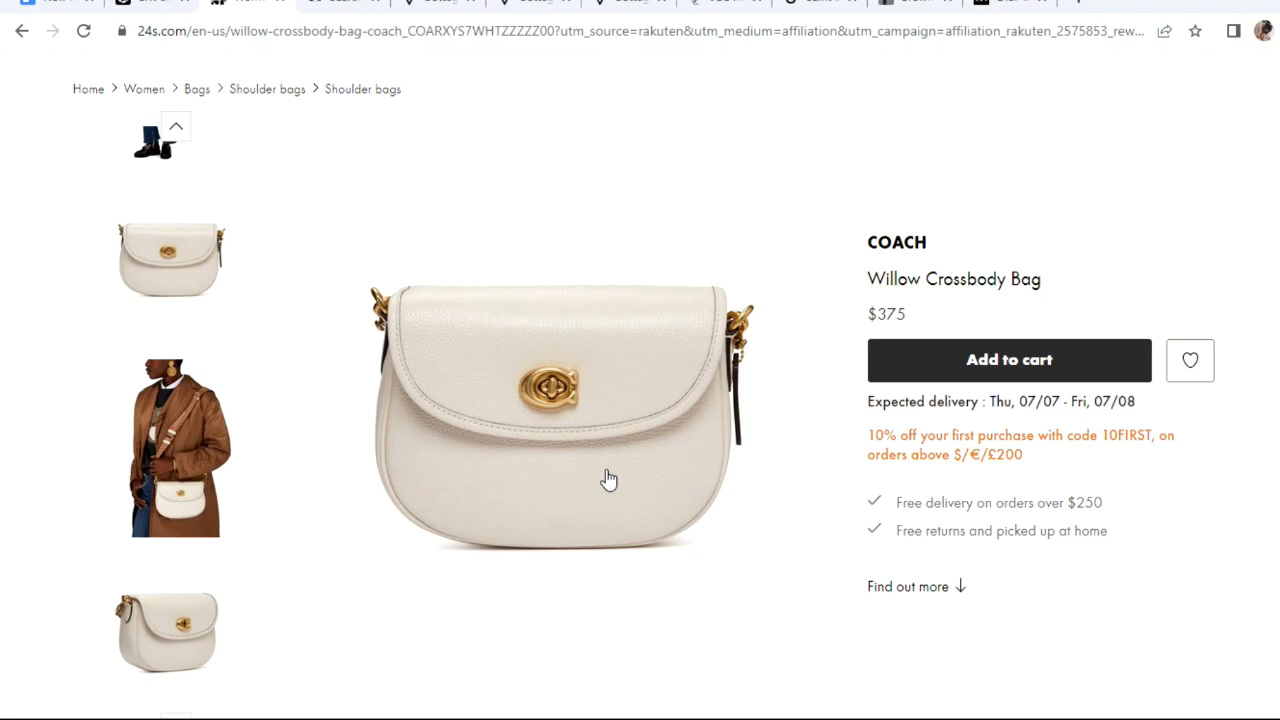 24s.com/en-us/willow-crossbody-bag-coach_COARXYS7WHTZZZZZ00?utm_source=rakuten&utm_medium=affiliation&utm_campaign=affiliation_rakuten_2575853_rew...
Home > Women > Bags > Shoulder bags > Shoulder bags
COACH
Willow Crossbody Bag
$375
Add to cart
Expected delivery : Thu, 07/07 - Fri, 07/08
10% off your first purchase with code 10FIRST, on
orders above $/€/£200
Free delivery on orders over $250
Free returns and picked up at home
Find out more ↓